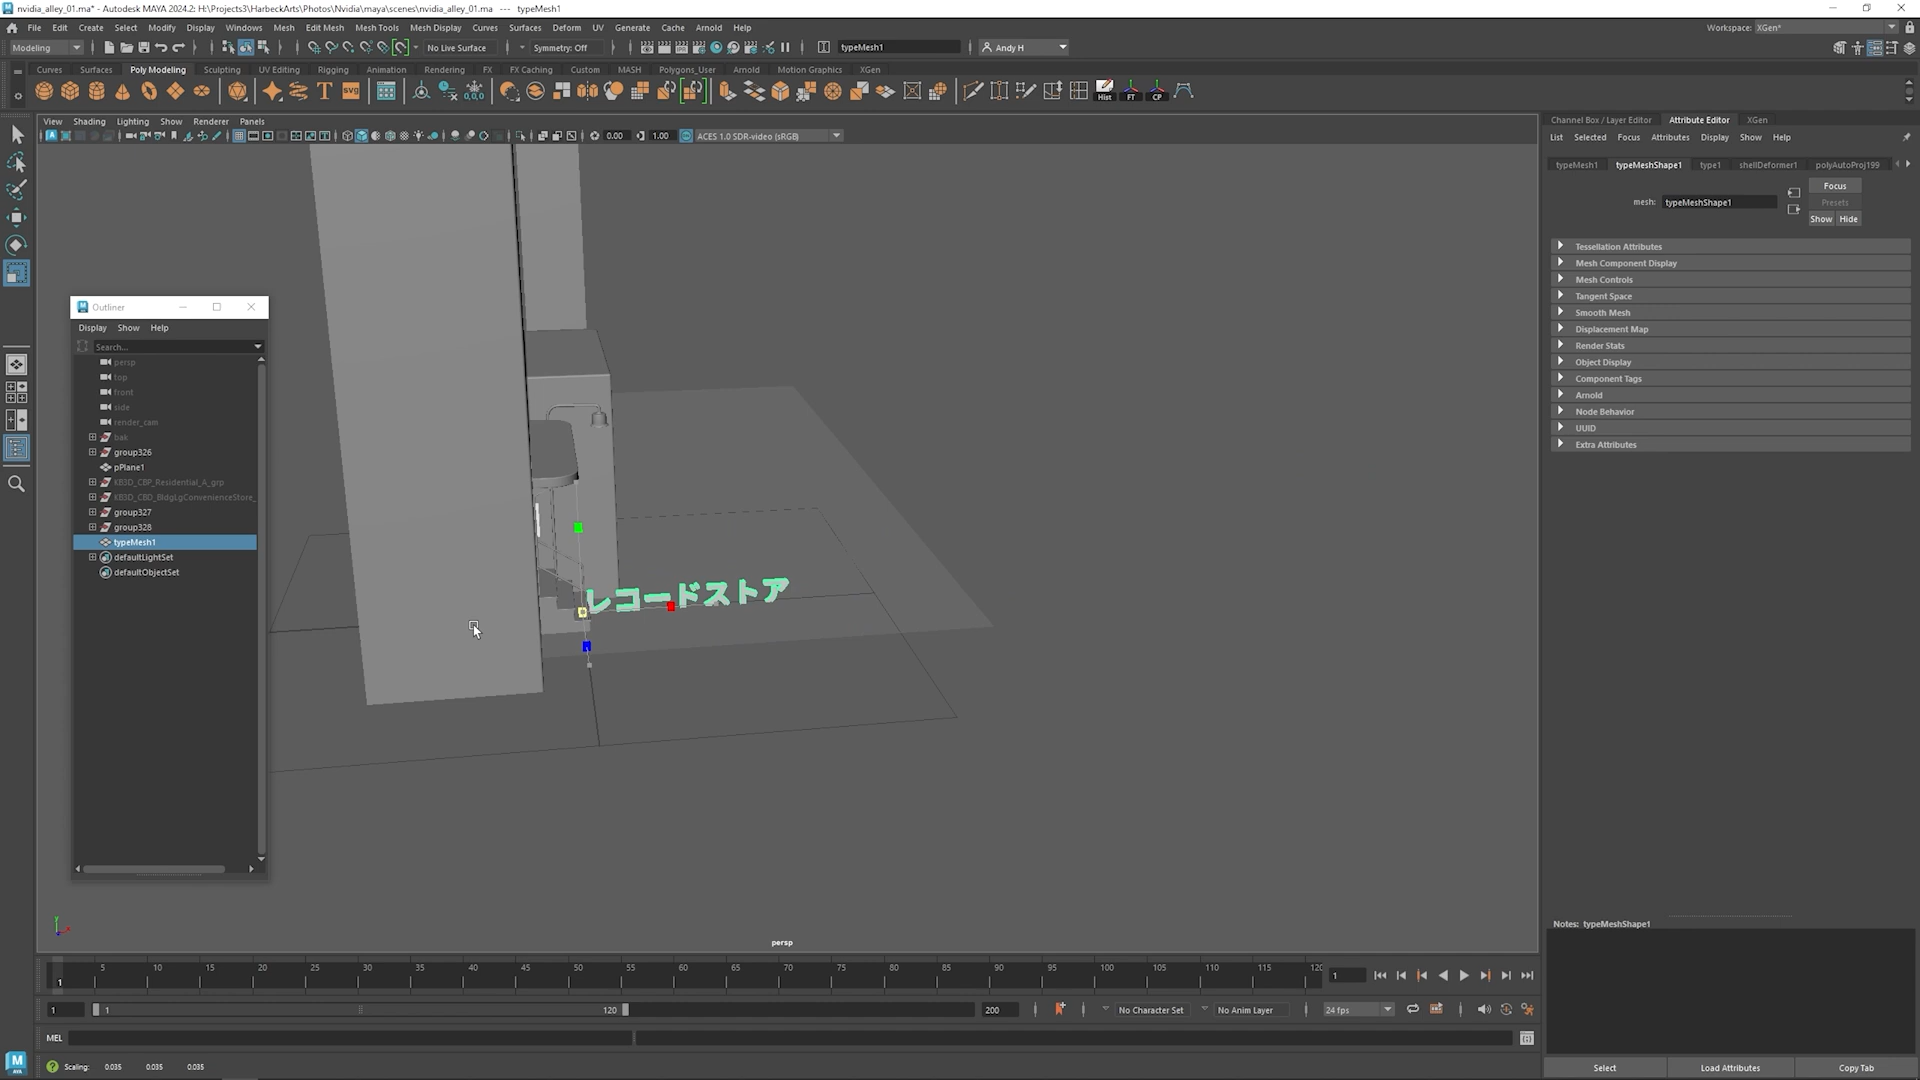 nvidia_alley_01.ma* - Autodesk MAYA 2024.2: H:\Projects3\HarbeckArts\Photos\Nvidia\maya\scenes\nvidia_alley_01.ma --- typeMesh1
File Edit Create Select Modify Display Windows Mesh Edit Mesh Mesh Tools Mesh Display Curves Surfaces Deform UV Generate Cache Arnold Help
Workspace: XGen*
Modeling No Live Surface Symmetry: Off typeMesh1 Andy H
Curves Surfaces Poly Modeling Sculpting UV Editing Rigging Animation Rendering FX FX Caching Custom MASH Polygons_User Arnold Motion Graphics XGen
T SVG Hist FT CP
View Shading Lighting Show Renderer Panels
0.00 1.00 ACES 1.0 SDR-video (sRGB)
Channel Box / Layer Editor Attribute Editor XGen
List Selected Focus Attributes Display Show Help
typeMesh1 typeMeshShape1 type1 shellDeformer1 polyAutoProj199
mesh: typeMeshShape1
Focus
Presets
Show Hide
Tessellation Attributes
Mesh Component Display
Mesh Controls
Tangent Space
Smooth Mesh
Displacement Map
Render Stats
Object Display
Component Tags
Arnold
Node Behavior
UUID
Extra Attributes
Outliner
Display Show Help
Search...
persp
top
front
side
render_cam
bak
group326
pPlane1
KB3D_CBP_Residential_A_grp
KB3D_CBD_BldgLgConvenienceStore_
group327
group328
typeMesh1
defaultLightSet
defaultObjectSet
レコードストア
persp
Notes: typeMeshShape1
5 10 15 20 25 30 35 40 45 50 55 60 65 70 75 80 85 90 95 100 105 110 115 120
1 1
1 1 120 200 No Character Set No Anim Layer 24 fps
MEL
Scaling: 0.035 0.035 0.035
Select Load Attributes Copy Tab